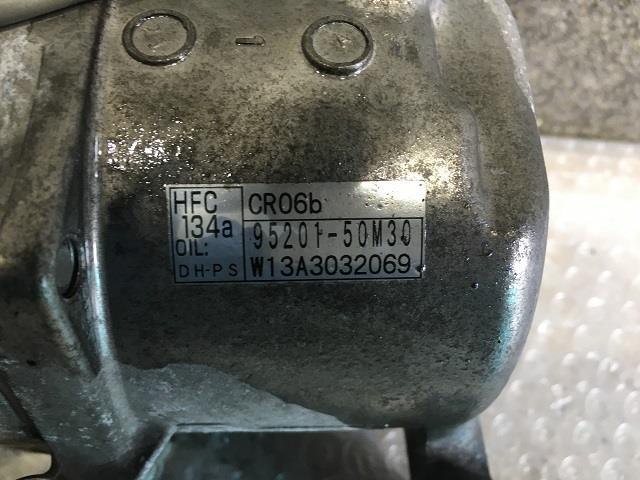 HFC
134a
OIL:
DH-PS
CR06b
95201-50M30
W13A3032069